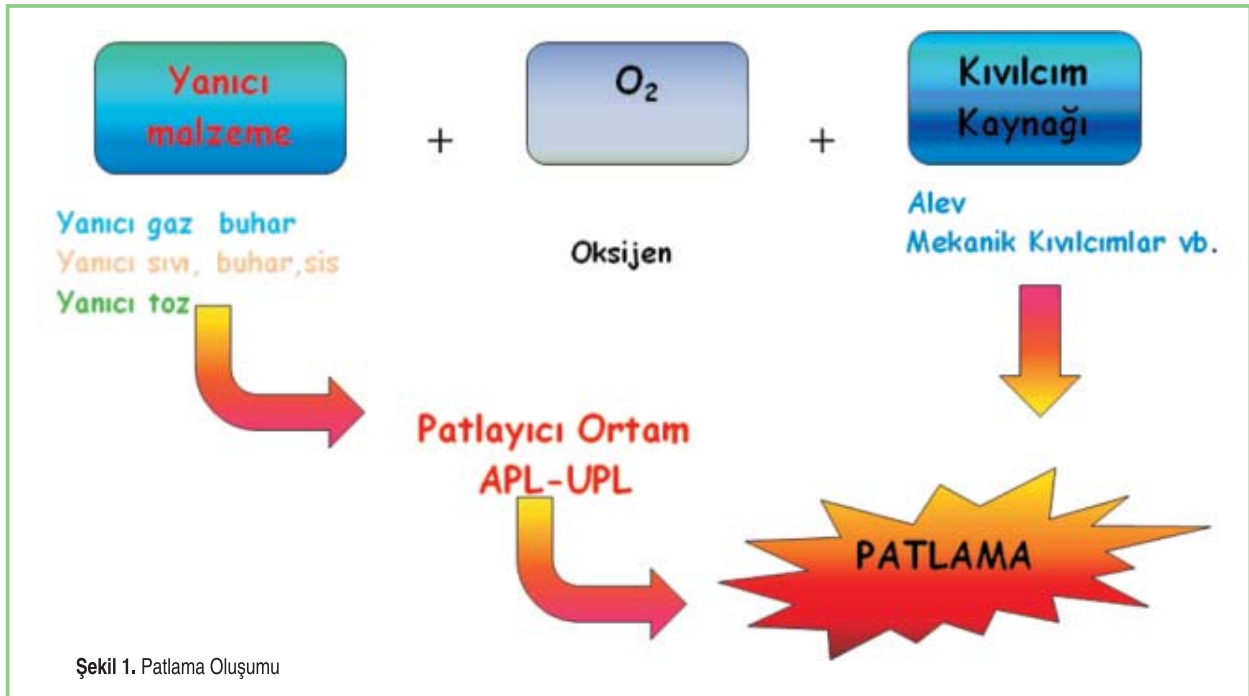 Yanıcı
malzeme
+
O₂
+
Kıvılcım
Kaynağı
Yanıcı gaz buhar
Yanıcı sıvı, buhar,sis
Yanıcı toz
Oksijen
Alev
Mekanik Kıvılcımlar vb.
Patlayıcı Ortam
APL-UPL
PATLAMA
Şekil 1. Patlama Oluşumu